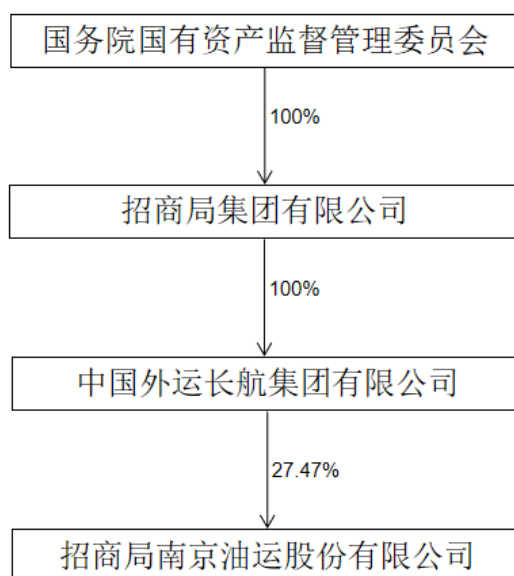 国务院国有资产监督管理委员会
100%
招商局集团有限公司
100%
中国外运长航集团有限公司
27.47%
招商局南京油运股份有限公司